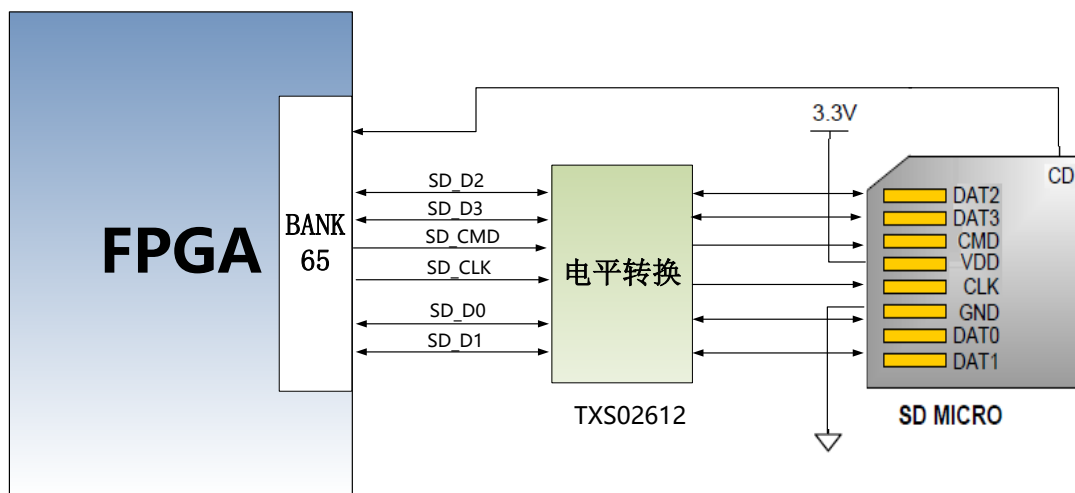 CD
3.3V
SD_D2
DAT2
SD_D3
DAT3
FPGA
BANK
65
SD_CMD
CMD
VDD
SD_CLK
电平转换
CLK
GND
SD_D0
DAT0
SD_D1
DAT1
TXS02612
SD MICRO